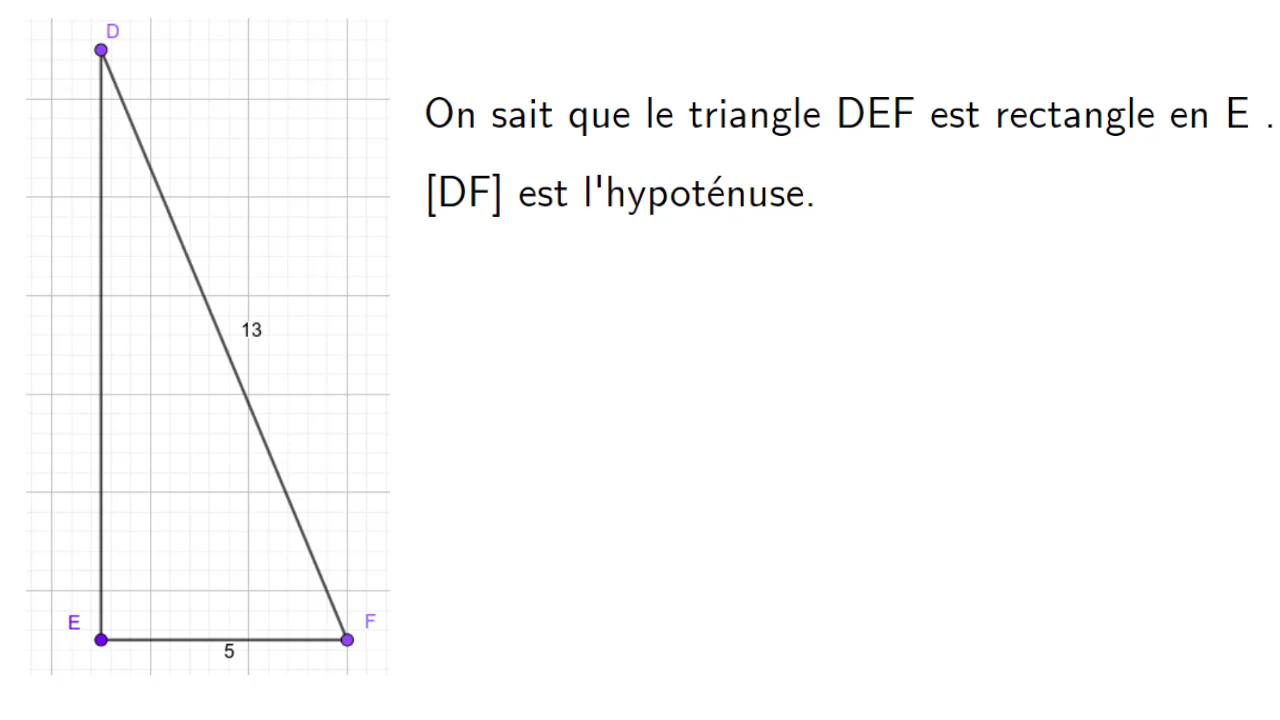 D
On sait que le triangle DEF est rectangle en E .
[DF] est l'hypoténuse.
13
E
F
5